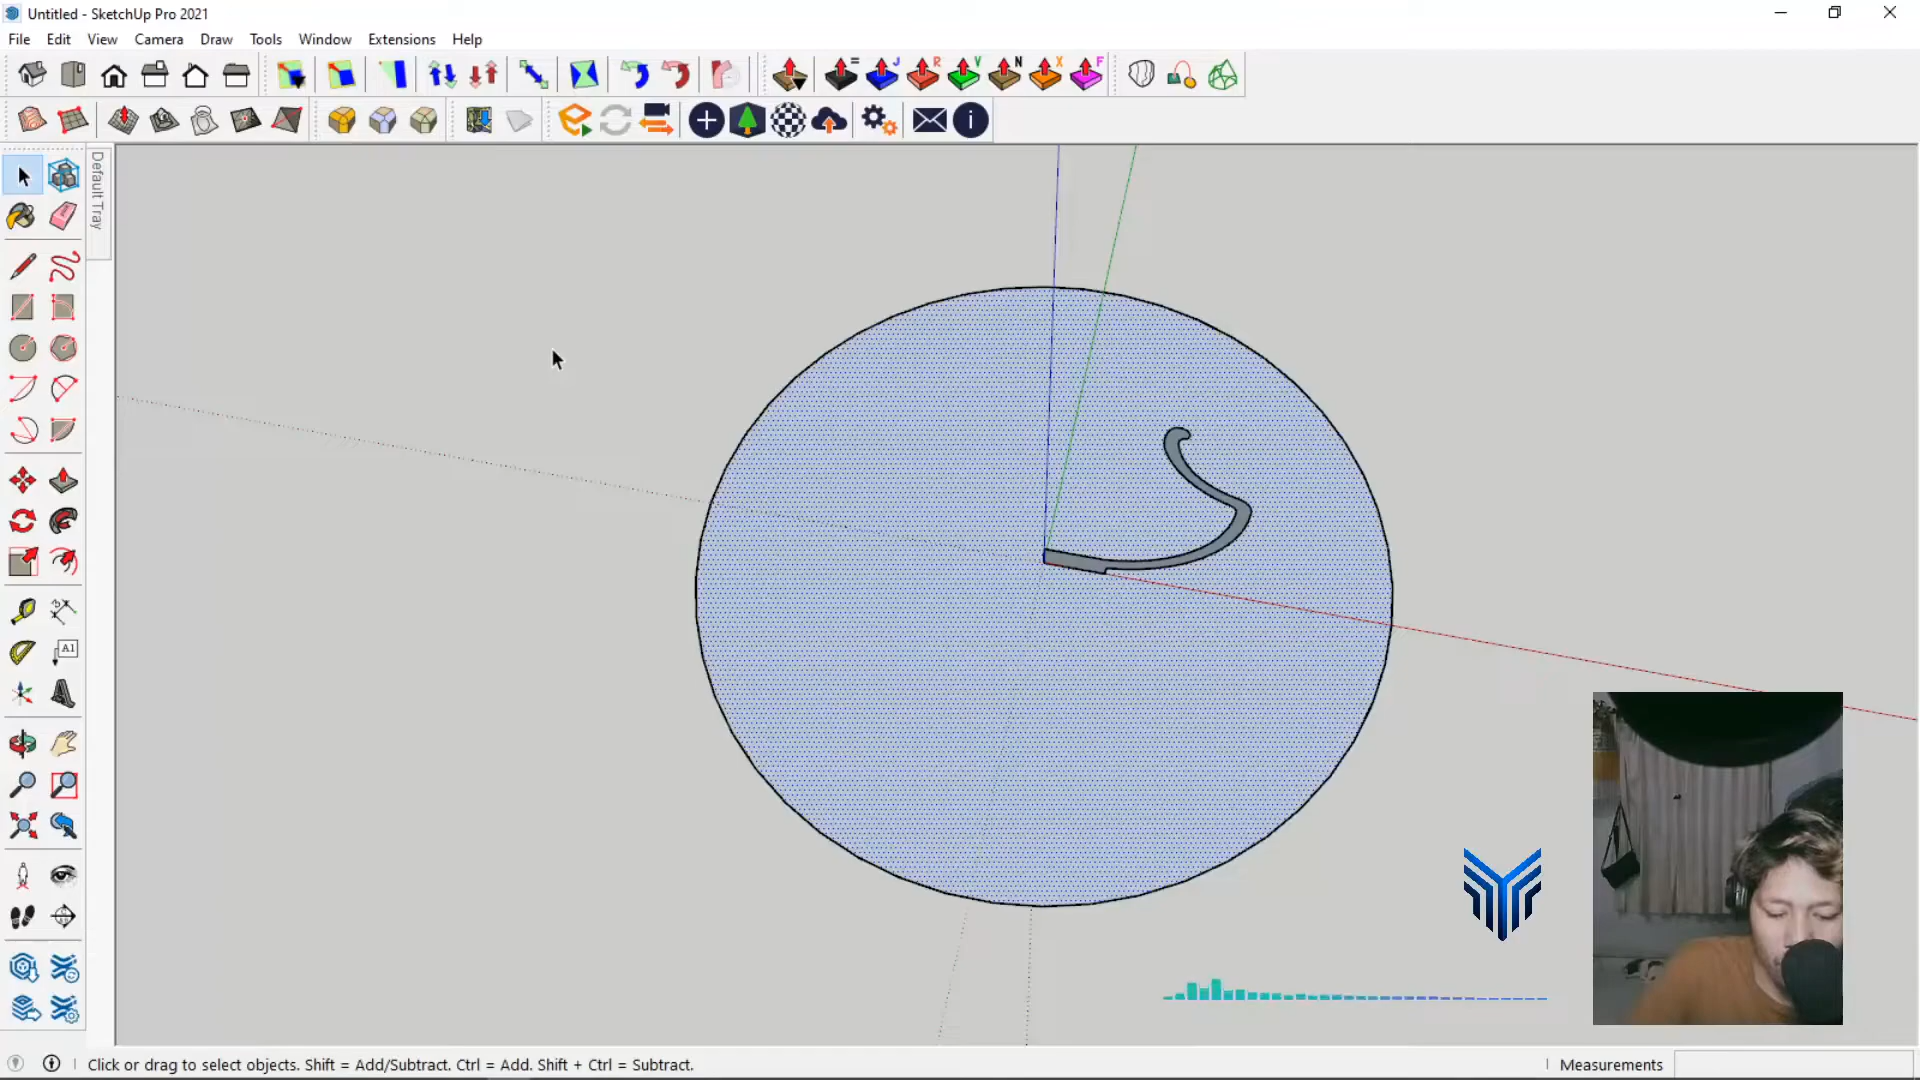 Untitled - SketchUp Pro 2021
File Edit View Camera Draw Tools Window Extensions Help
= J R V N X F
i
Default Tray
A1
Click or drag to select objects. Shift = Add/Subtract. Ctrl = Add. Shift + Ctrl = Subtract.
Measurements